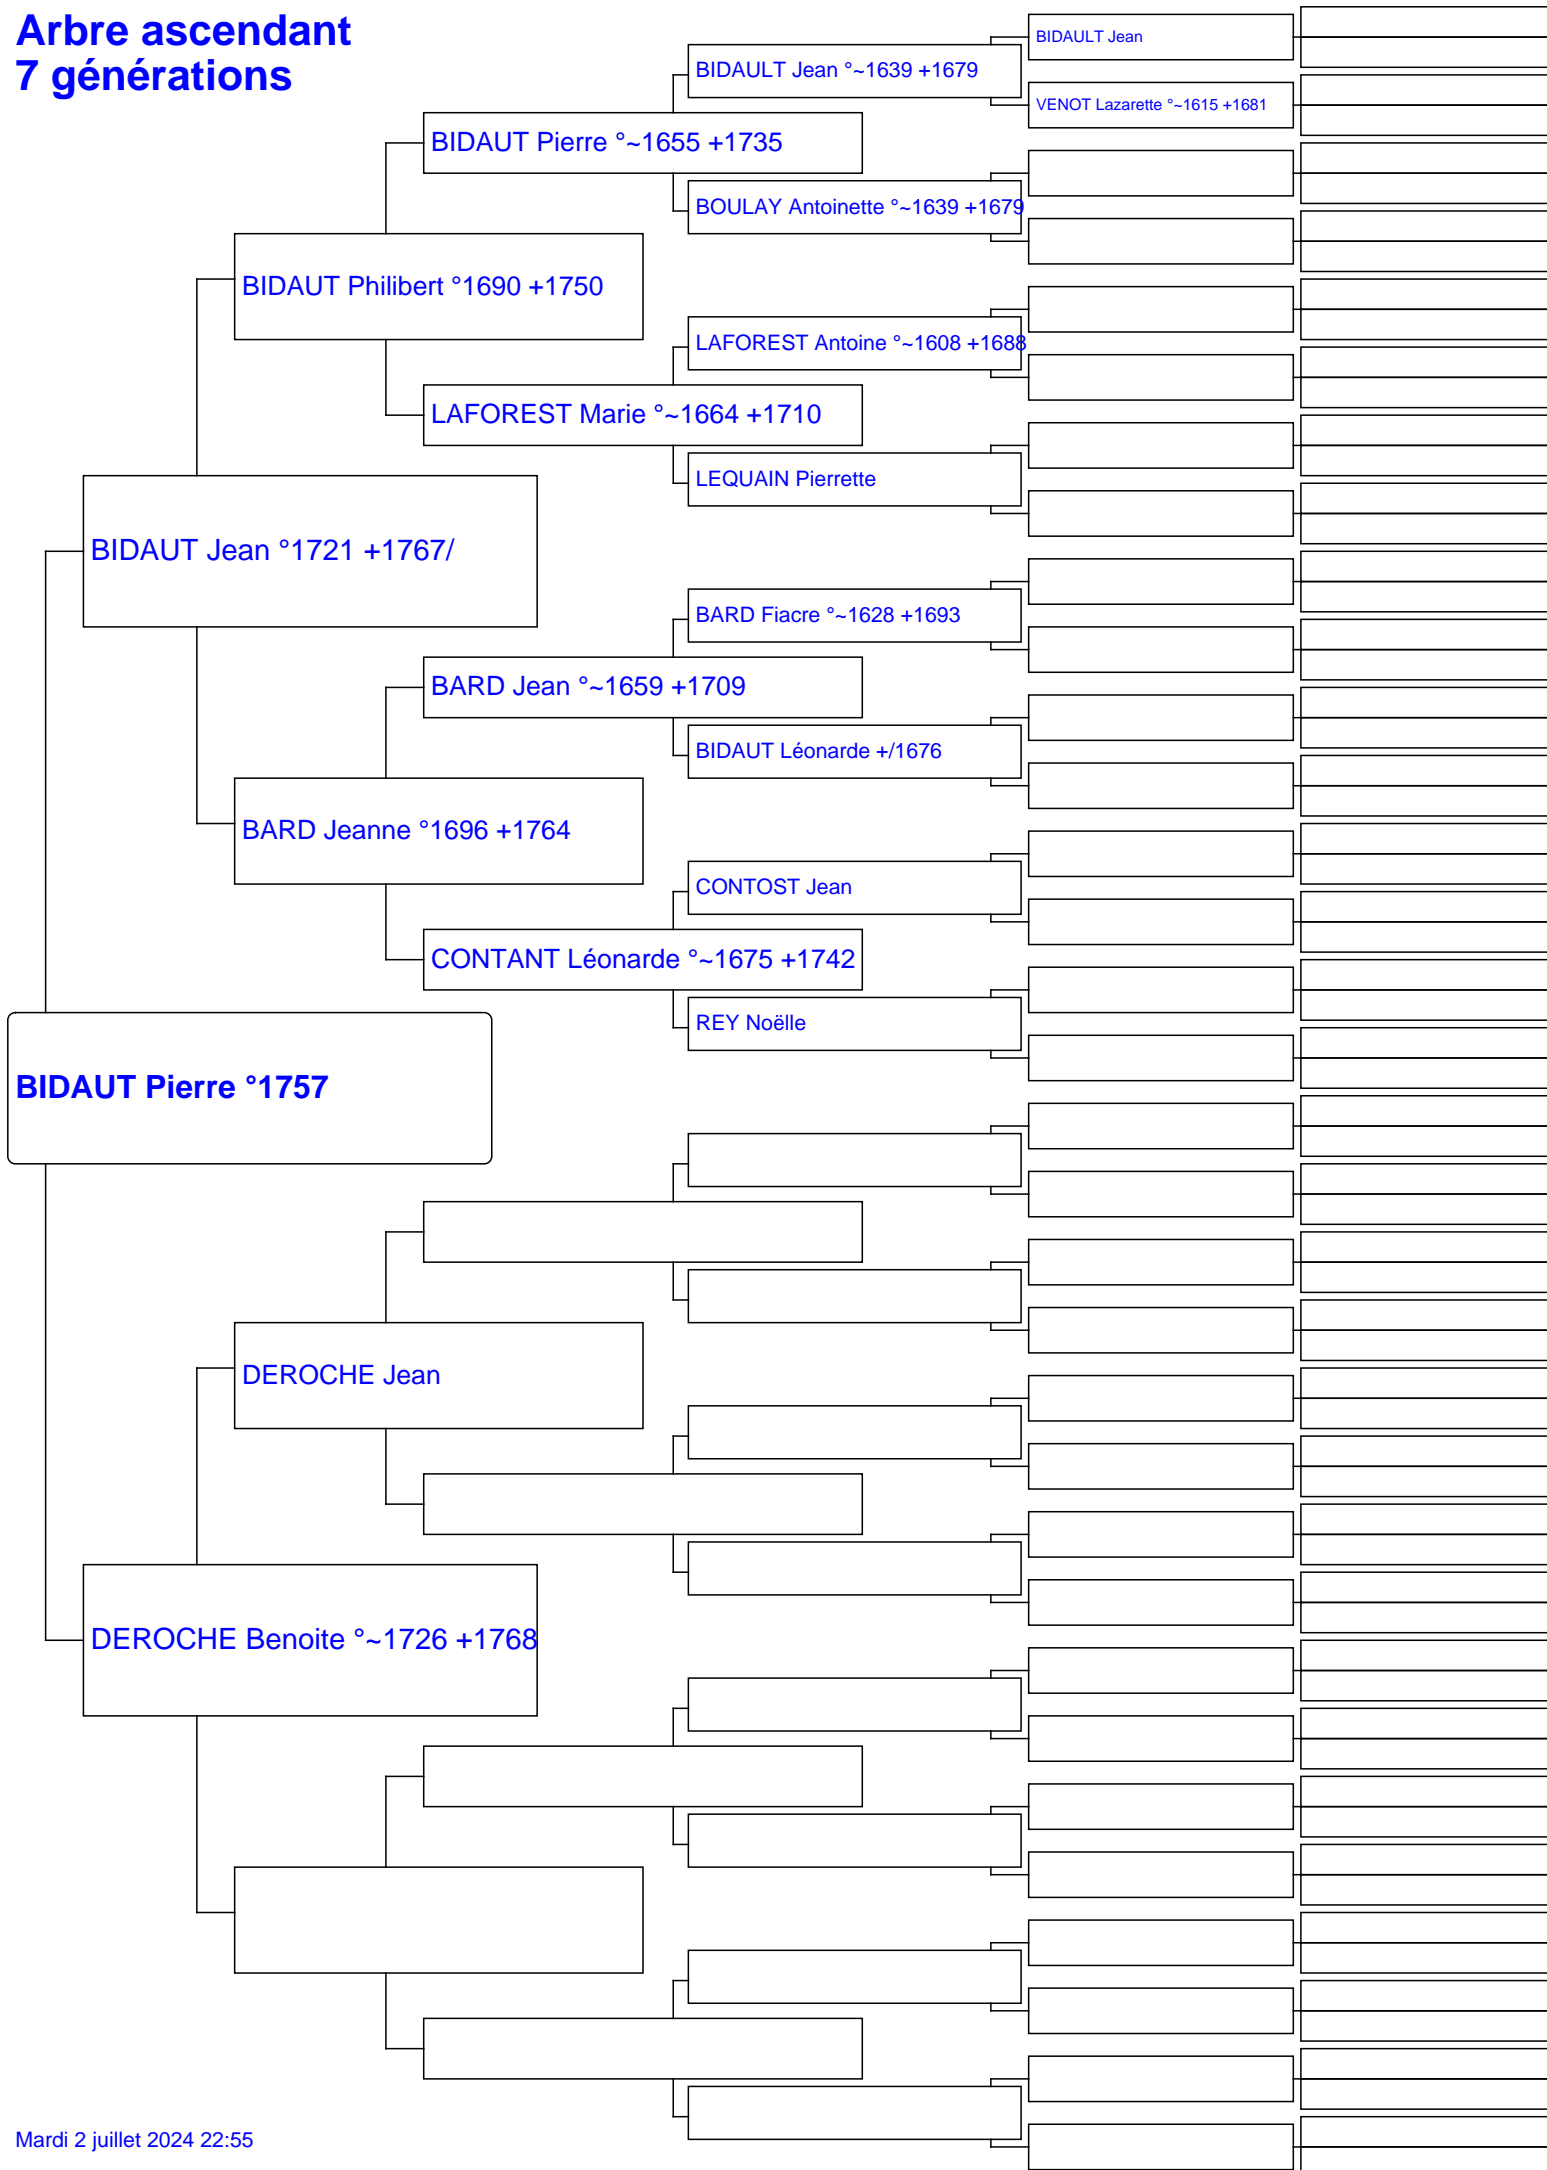 Arbre ascendant
7 générations
BIDAULT Jean
BIDAULT Jean °~1639 +1679
VENOT Lazarette °~1615 +1681
BIDAUT Pierre °~1655 +1735
BOULAY Antoinette °~1639 +1679
BIDAUT Philibert °1690 +1750
LAFOREST Antoine °~1608 +1688
LAFOREST Marie °~1664 +1710
LEQUAIN Pierrette
BIDAUT Jean °1721 +1767/
BARD Fiacre °~1628 +1693
BARD Jean °~1659 +1709
BIDAUT Léonarde +/1676
BARD Jeanne °1696 +1764
CONTOST Jean
CONTANT Léonarde °~1675 +1742
REY Noëlle
BIDAUT Pierre °1757
DEROCHE Jean
DEROCHE Benoite °~1726 +1768
Mardi 2 juillet 2024 22:55